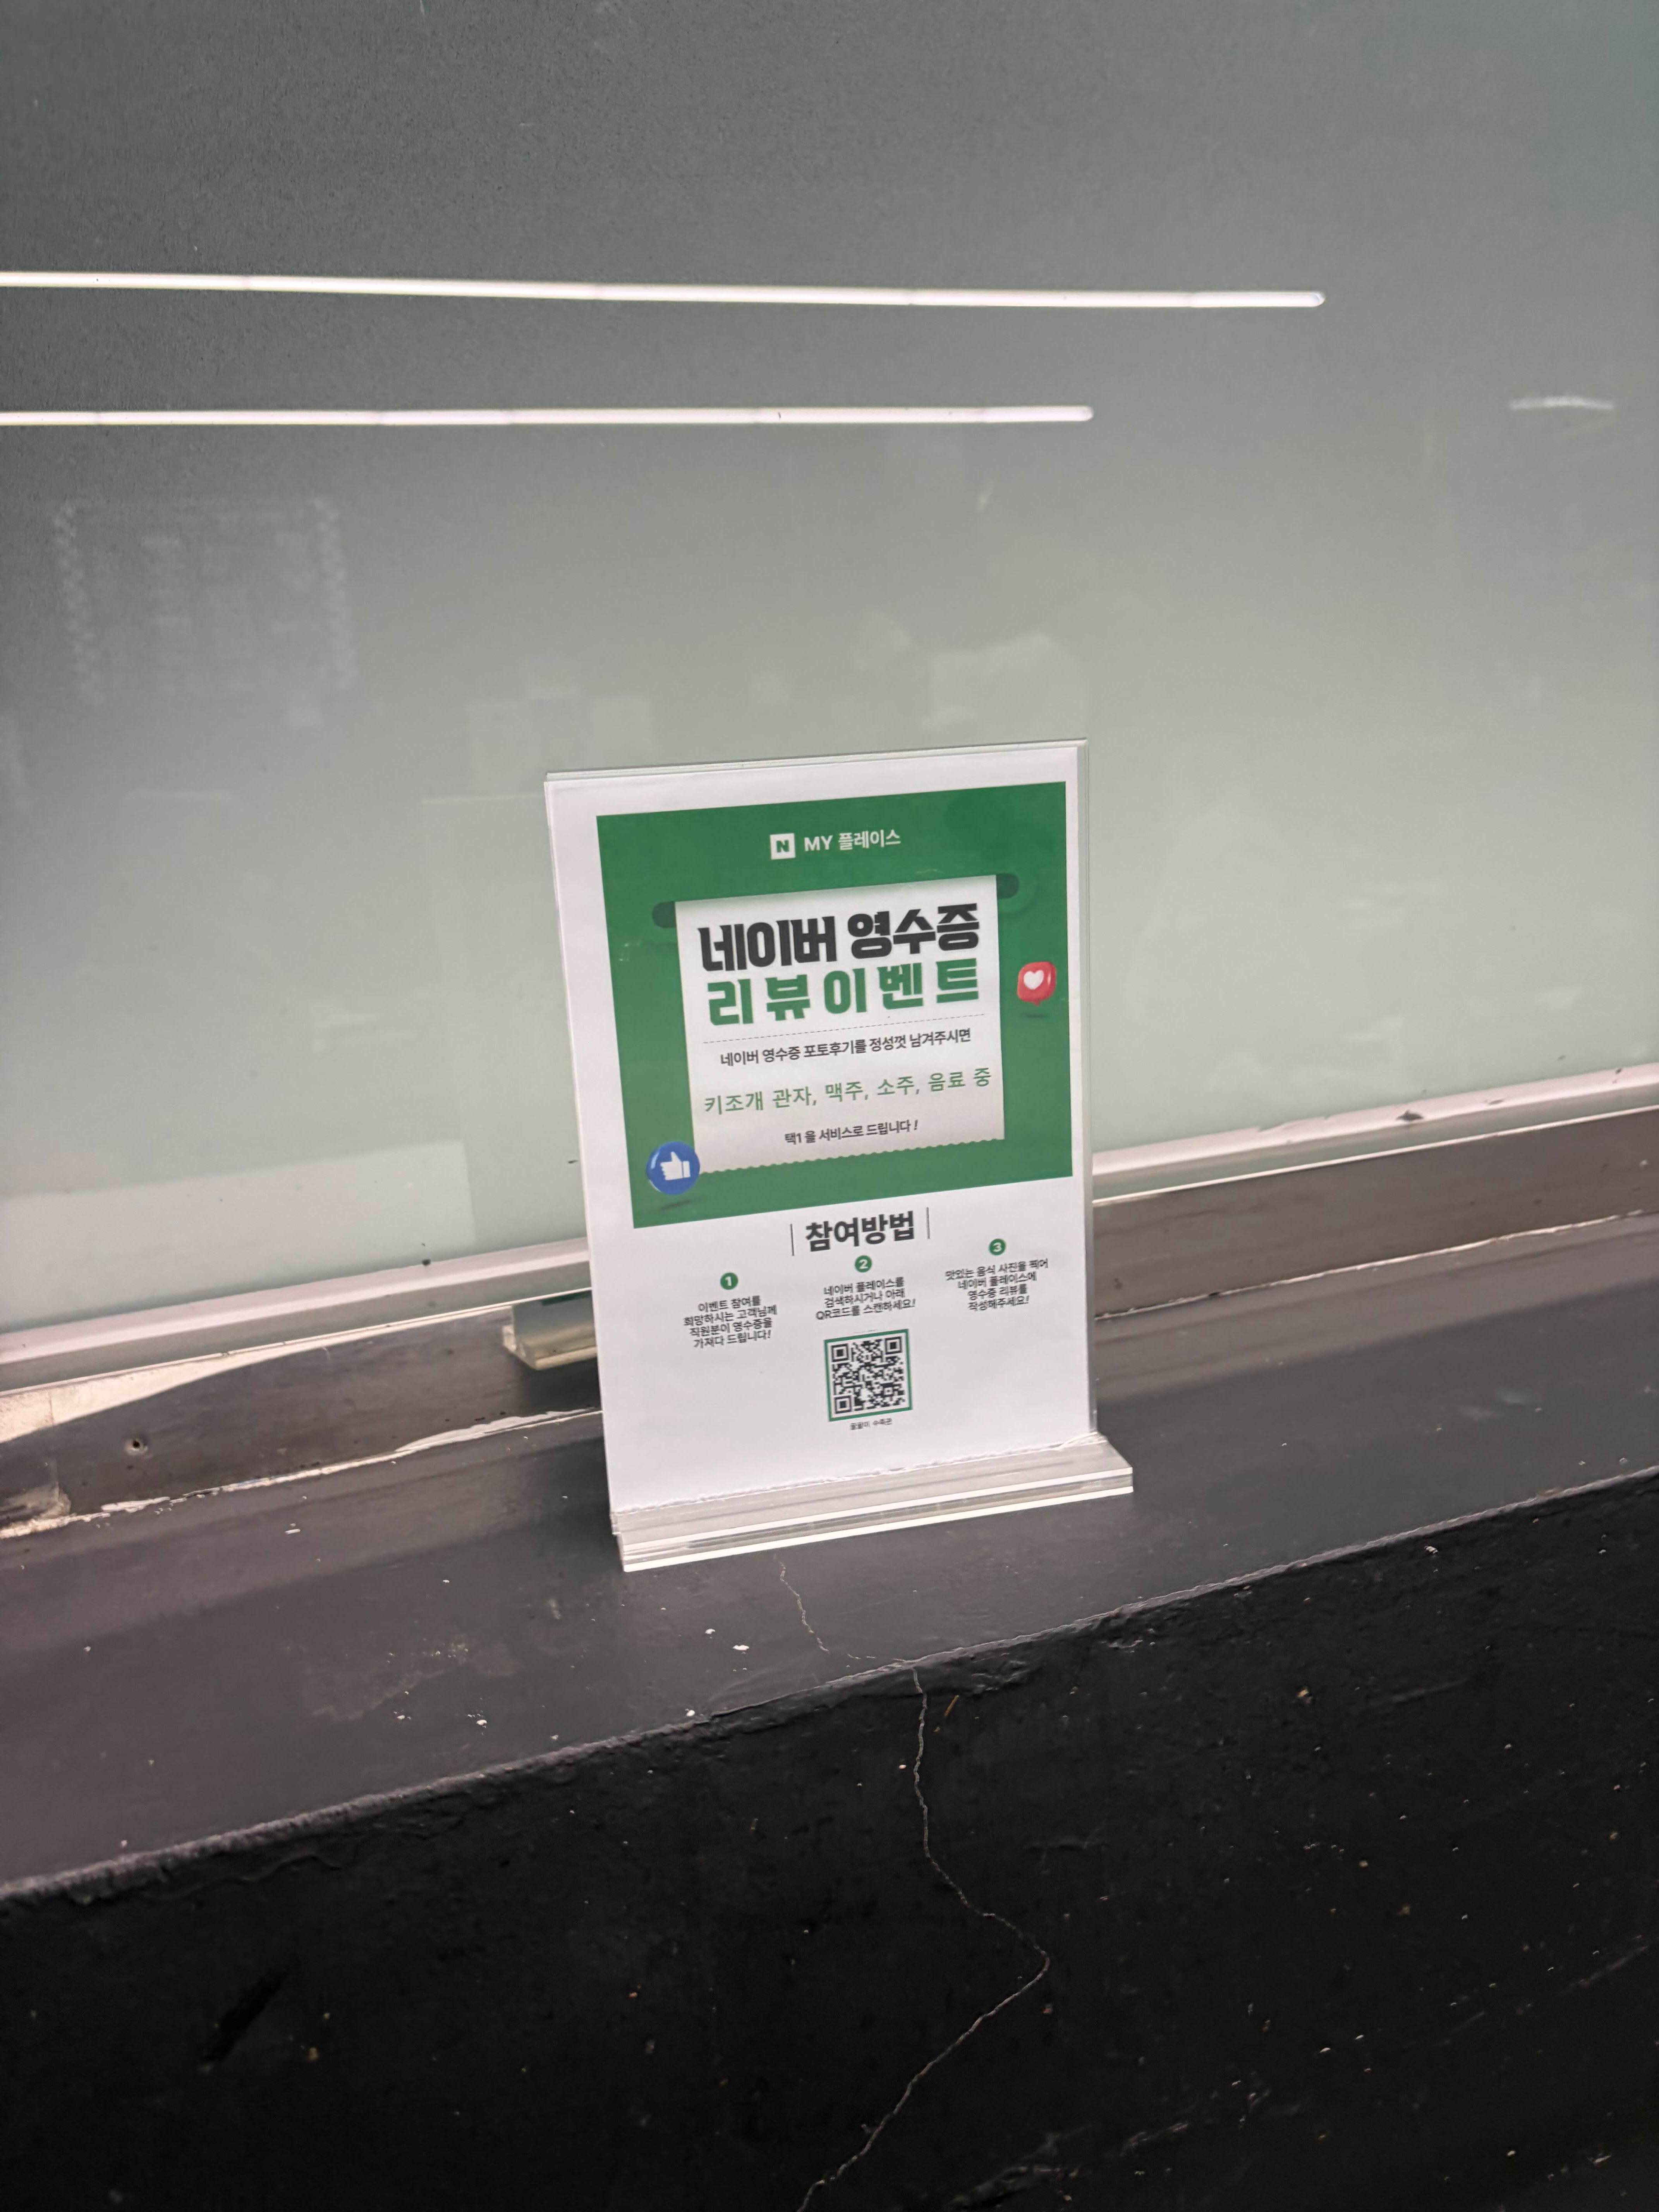 N MY 플레이스
네이버 영수증
리뷰이벤트
네이버 영수증 포토후기를 정성껏 남겨주시면
키조개 관자, 맥주, 소주, 음료 중
택1 을 서비스로 드립니다 !
참여방법
1
이벤트 참여를
희망하시는 고객님께
직원분이 영수증을
가져다 드립니다!
2
네이버 플레이스를
검색하시거나 아래
QR코드를 스캔하세요!
3
맛있는 음식 사진을 찍어
네이버 플레이스에
영수증 리뷰를
작성해주세요!